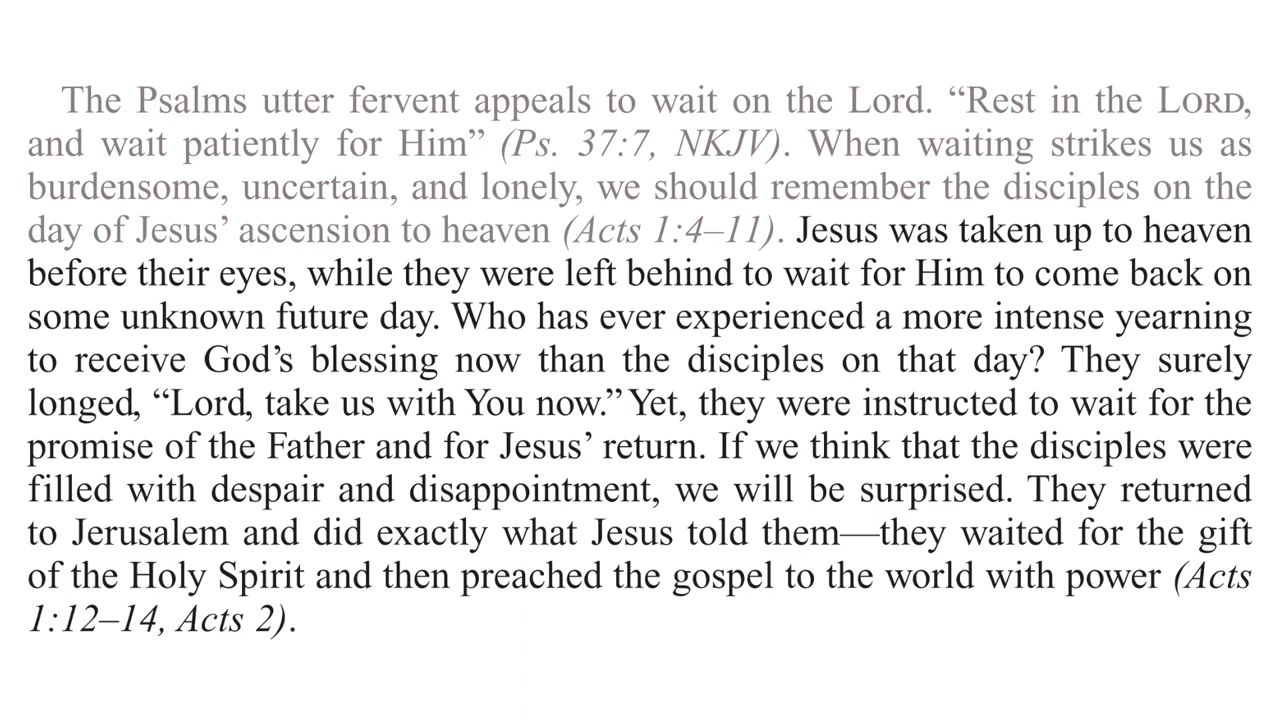 The Psalms utter fervent appeals to wait on the Lord. “Rest in the LORD,
and wait patiently for Him” (Ps. 37:7, NKJV). When waiting strikes us as
burdensome, uncertain, and lonely, we should remember the disciples on the
day of Jesus’ ascension to heaven (Acts 1:4–11). Jesus was taken up to heaven
before their eyes, while they were left behind to wait for Him to come back on
some unknown future day. Who has ever experienced a more intense yearning
to receive God’s blessing now than the disciples on that day? They surely
longed, “Lord, take us with You now.” Yet, they were instructed to wait for the
promise of the Father and for Jesus’ return. If we think that the disciples were
filled with despair and disappointment, we will be surprised. They returned
to Jerusalem and did exactly what Jesus told them—they waited for the gift
of the Holy Spirit and then preached the gospel to the world with power (Acts
1:12–14, Acts 2).